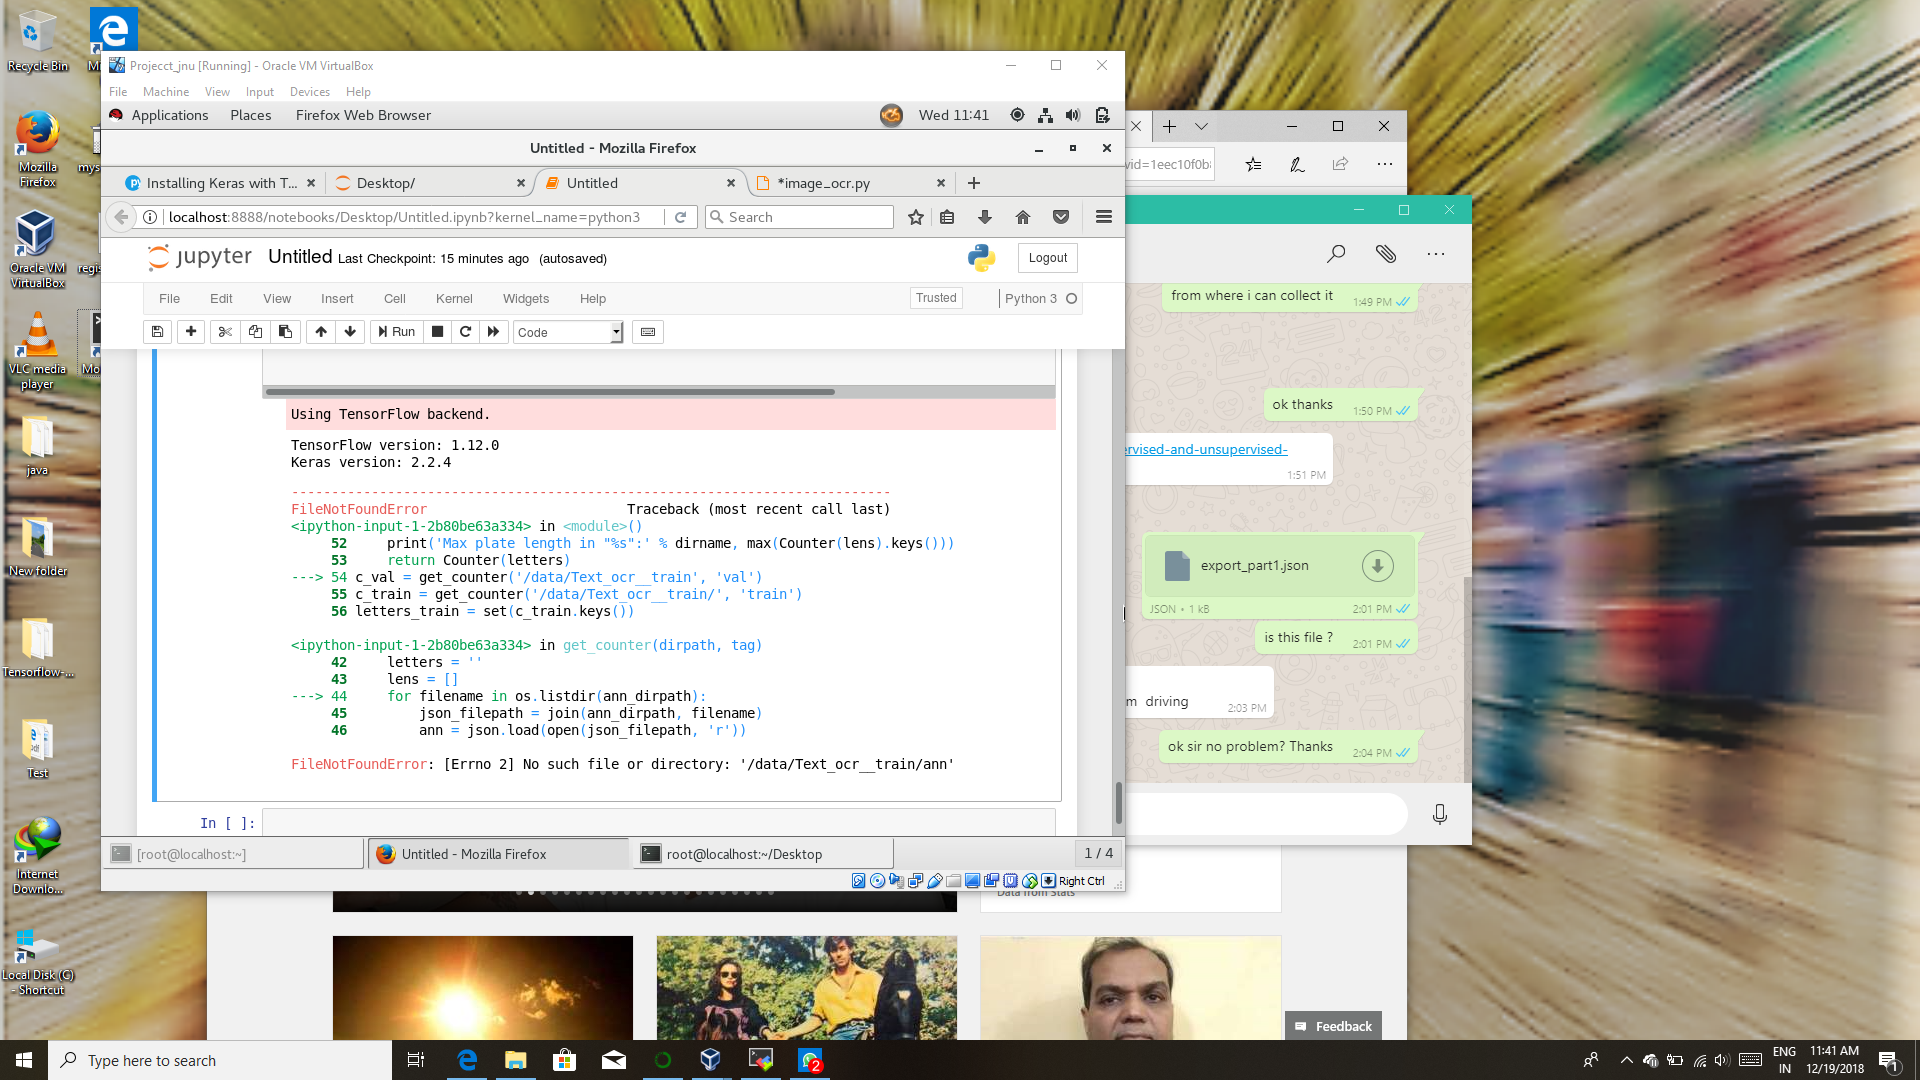 Recycle Bin
Mozilla
Firefox
Oracle VM
VirtualBox
VLC media
player
java
New folder
Tensorflow-...
Test
Internet
Downlo...
Local Disk (C)
- Shortcut
Projecct_jnu [Running] - Oracle VM VirtualBox
File Machine View Input Devices Help
Applications Places Firefox Web Browser Wed 11:41
Untitled - Mozilla Firefox
Installing Keras with T... Desktop/ Untitled *image_ocr.py
localhost:8888/notebooks/Desktop/Untitled.ipynb?kernel_name=python3 Search
jupyter Untitled Last Checkpoint: 15 minutes ago (autosaved) Logout
File Edit View Insert Cell Kernel Widgets Help Trusted Python 3
Run Code
Using TensorFlow backend.
TensorFlow version: 1.12.0
Keras version: 2.2.4
---------------------------------------------------------------------------
FileNotFoundError Traceback (most recent call last)
<ipython-input-1-2b80be63a334> in <module>()
52 print('Max plate length in "%s":' % dirname, max(Counter(lens).keys()))
53 return Counter(letters)
---> 54 c_val = get_counter('/data/Text_ocr__train', 'val')
55 c_train = get_counter('/data/Text_ocr__train/', 'train')
56 letters_train = set(c_train.keys())
<ipython-input-1-2b80be63a334> in get_counter(dirpath, tag)
42 letters = ''
43 lens = []
---> 44 for filename in os.listdir(ann_dirpath):
45 json_filepath = join(ann_dirpath, filename)
46 ann = json.load(open(json_filepath, 'r'))
FileNotFoundError: [Errno 2] No such file or directory: '/data/Text_ocr__train/ann'
In [ ]:
[root@localhost:~] Untitled - Mozilla Firefox root@localhost:~/Desktop 1 / 4
Right Ctrl
from where i can collect it 1:49 PM
ok thanks 1:50 PM
ervised-and-unsupervised-
1:51 PM
export_part1.json
JSON • 1 kB 2:01 PM
is this file ? 2:01 PM
driving 2:03 PM
ok sir no problem? Thanks 2:04 PM
Data from Stats
Feedback
Type here to search
2
ENG
IN
11:41 AM
12/19/2018
1